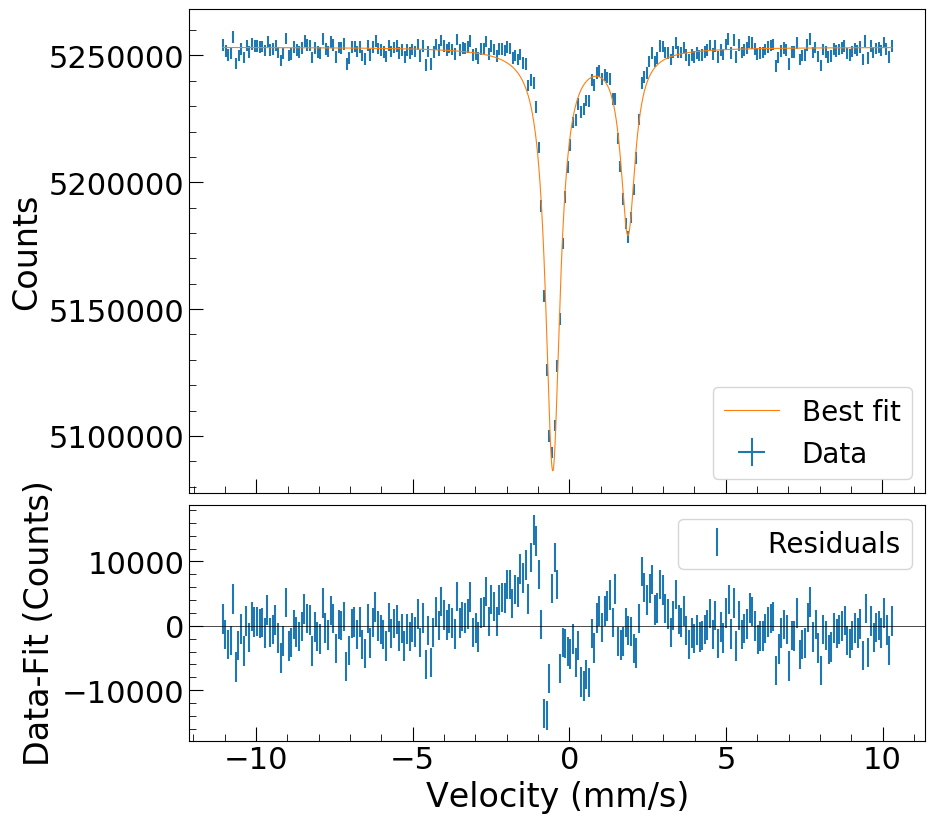 5250000
5200000
5150000
5100000
Counts
Best fit
Data
10000
0
−10000
Data-Fit (Counts)
Residuals
−10 −5 0 5 10
Velocity (mm/s)